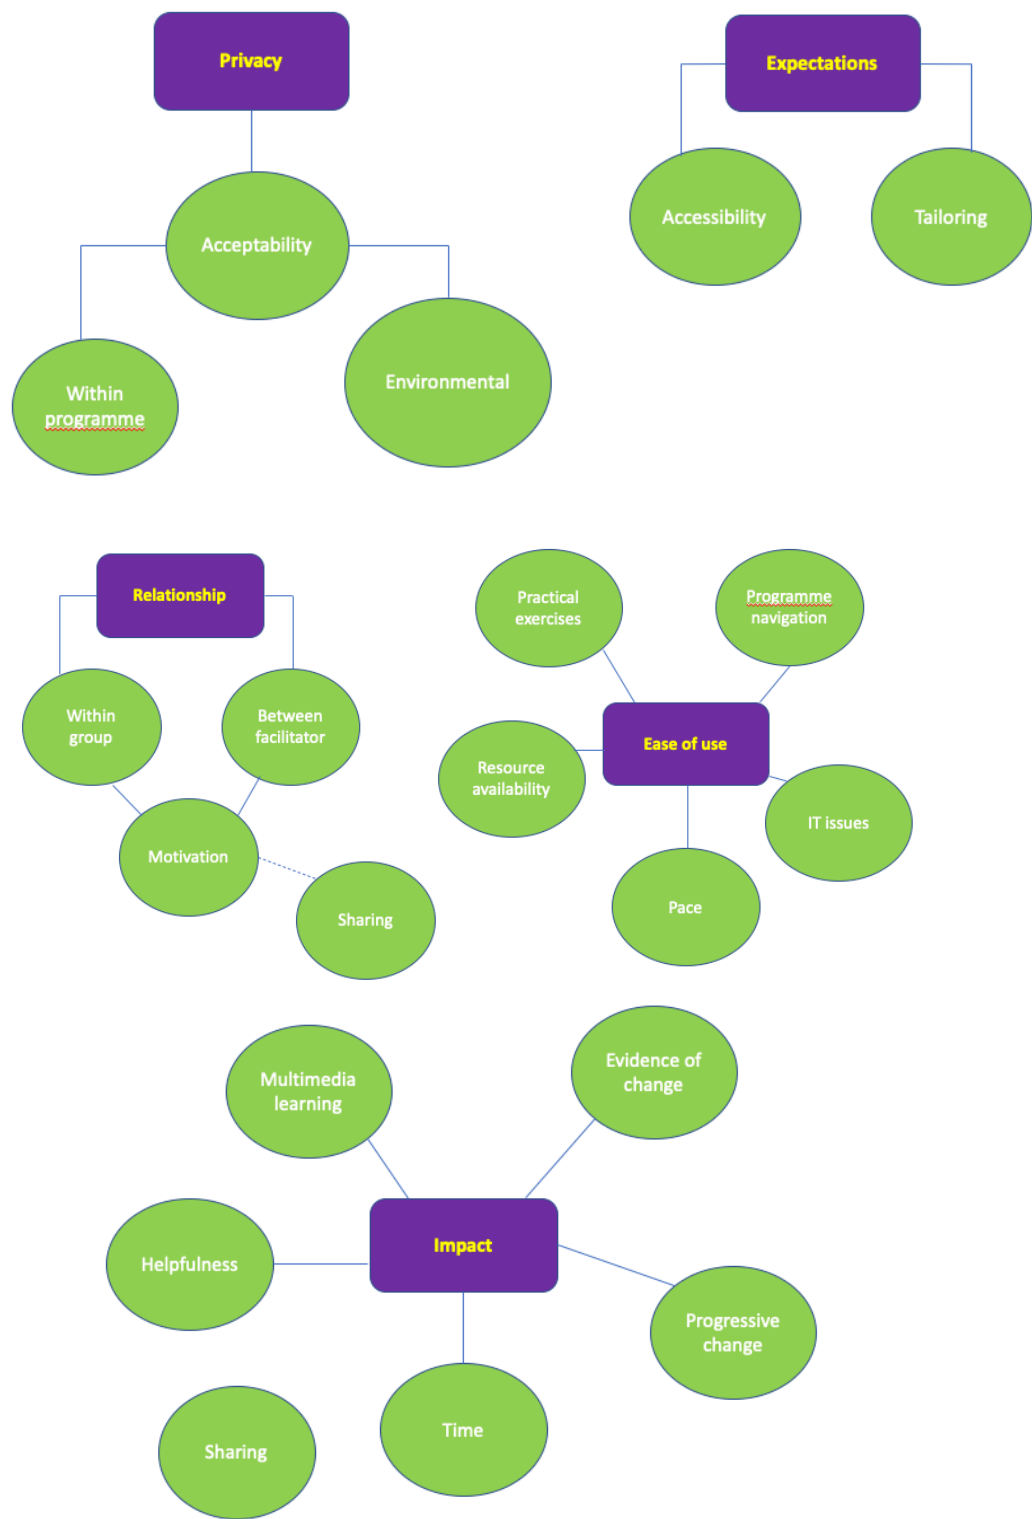 Privacy
Expectations
Acceptability
Accessibility
Tailoring
Within
programme
Environmental
Relationship
Within
group
Between
facilitator
Motivation
Sharing
Practical
exercises
Programme
navigation
Ease of use
Resource
availability
IT issues
Pace
Multimedia
learning
Evidence of
change
Impact
Helpfulness
Progressive
change
Time
Sharing